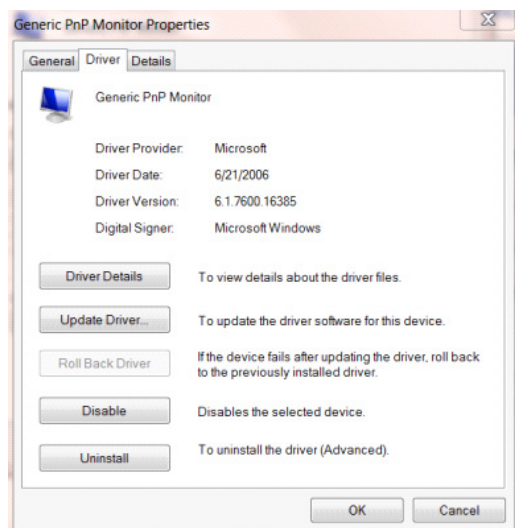 Generic PnP Monitor Properties
General Driver Details
Generic PnP Monitor
Driver Provider: Microsoft
Driver Date: 6/21/2006
Driver Version: 6.1.7600.16385
Digital Signer: Microsoft Windows
Driver Details To view details about the driver files.
Update Driver... To update the driver software for this device.
Roll Back Driver If the device fails after updating the driver, roll back
to the previously installed driver.
Disable Disables the selected device.
Uninstall To uninstall the driver (Advanced).
OK Cancel